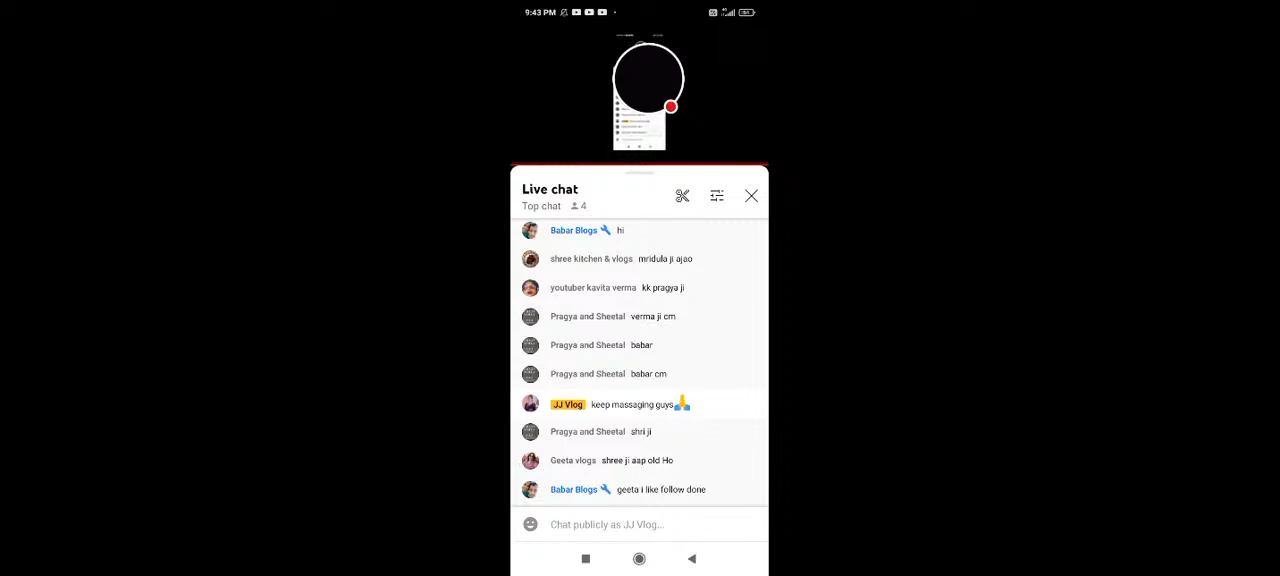 9:43 PM
Live chat
Top chat 4
Babar Blogs hi
shree kitchen & vlogs mridula ji ajao
youtuber kavita verma kk pragya ji
Pragya and Sheetal verma ji cm
Pragya and Sheetal babar
Pragya and Sheetal babar cm
JJ Vlog keep massaging guys🙏
Pragya and Sheetal shri ji
Geeta vlogs shree ji aap old Ho
Babar Blogs geeta i like follow done
Chat publicly as JJ Vlog...